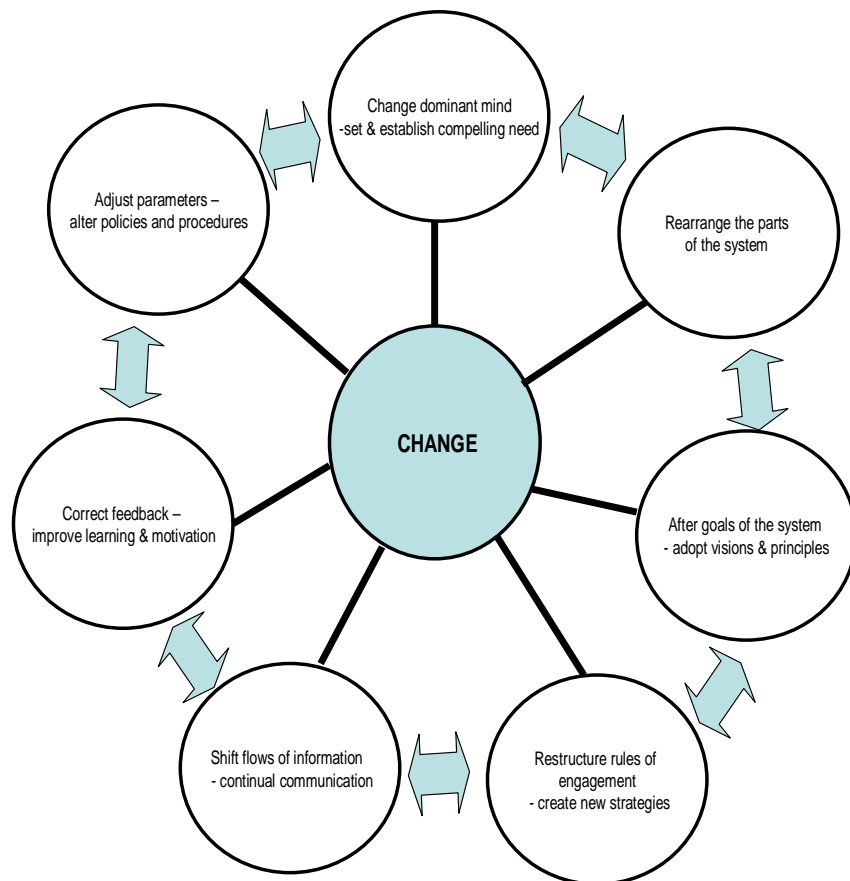 Change dominant mind
-set & establish compelling need
Rearrange the parts
of the system
After goals of the system
- adopt visions & principles
Restructure rules of
engagement
- create new strategies
Shift flows of information
- continual communication
Correct feedback –
improve learning & motivation
Adjust parameters –
alter policies and procedures
CHANGE